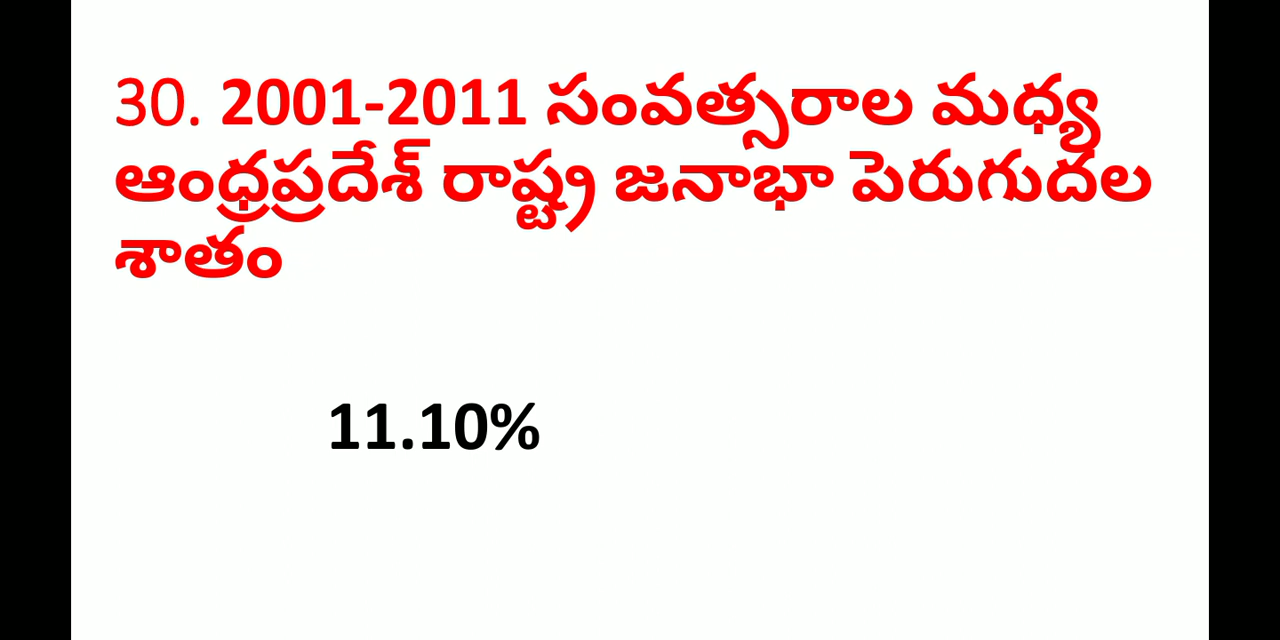 30. 2001-2011 సంవత్సరాల మధ్య
ఆంధ్రప్రదేశ్ రాష్ట్ర జనాభా పెరుగుదల
శాతం
11.10%